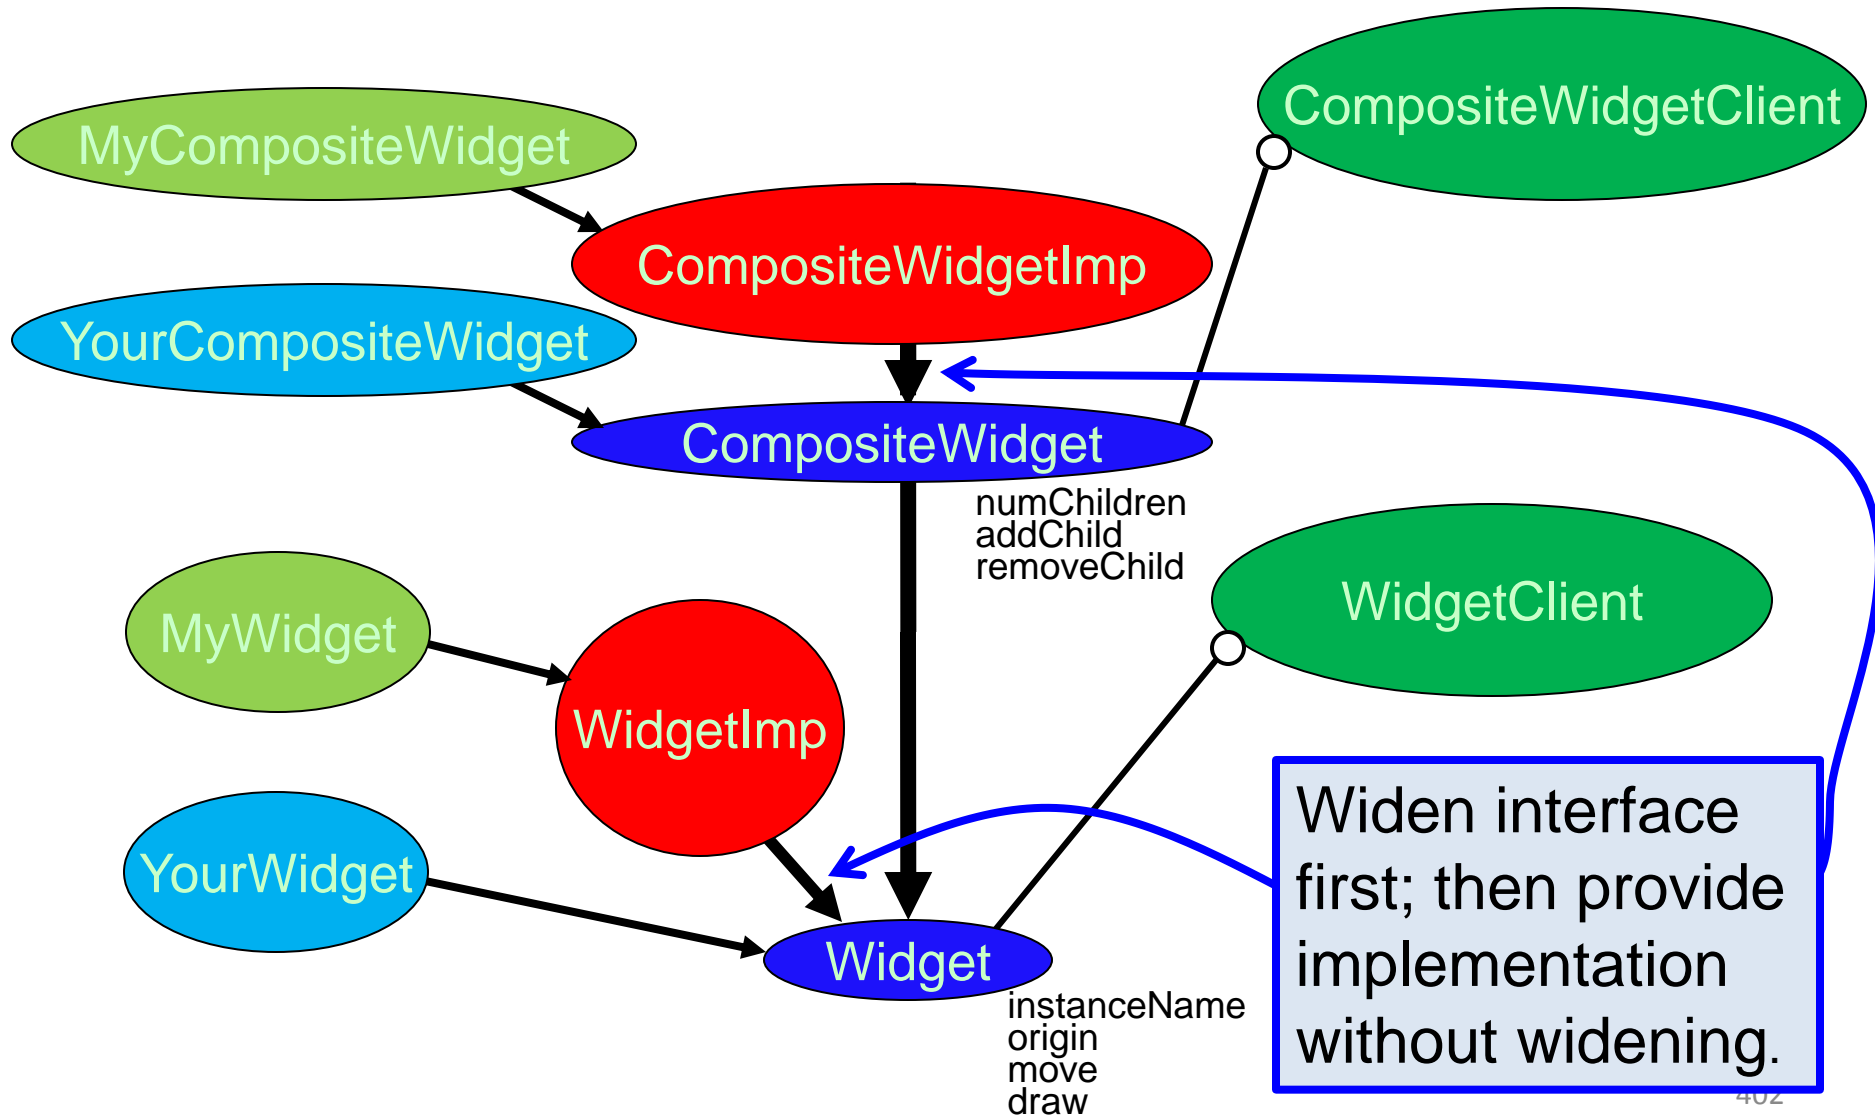 CompositeWidgetClient
MyCompositeWidget
CompositeWidgetImp
YourCompositeWidget
CompositeWidget
numChildren
addChild
removeChild
WidgetClient
MyWidget
WidgetImp
YourWidget
Widget
instanceName
origin
move
draw
Widen interface
first; then provide
implementation
without widening.
402